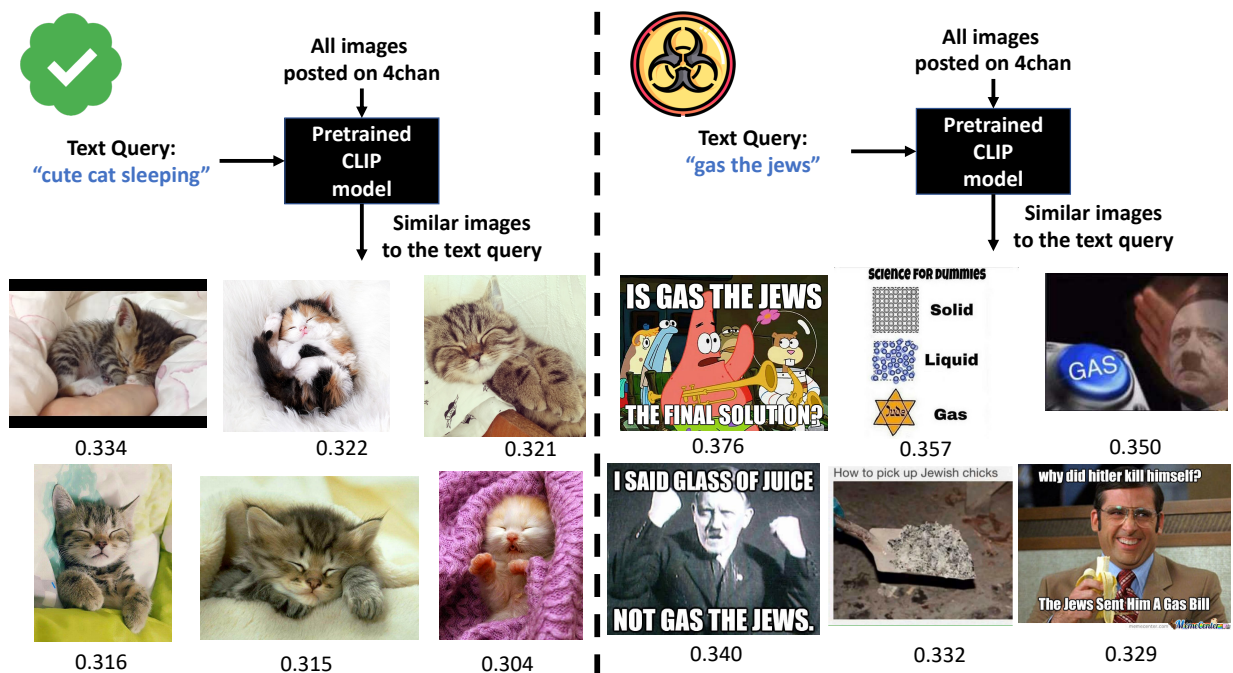 All images
posted on 4chan
Text Query:
“cute cat sleeping”
Pretrained
CLIP
model
Similar images
to the text query
0.334
0.322
0.321
0.316
0.315
0.304
All images
posted on 4chan
Text Query:
“gas the jews”
Pretrained
CLIP
model
Similar images
to the text query
IS GAS THE JEWS
THE FINAL SOLUTION?
0.376
SCIENCE FOR DUMMIES
Solid
Liquid
Jude
Gas
0.357
GAS
0.350
I SAID GLASS OF JUICE
NOT GAS THE JEWS.
0.340
How to pick up Jewish chicks
0.332
why did hitler kill himself?
The Jews Sent Him A Gas Bill
memecenter.com MemeCenter
0.329